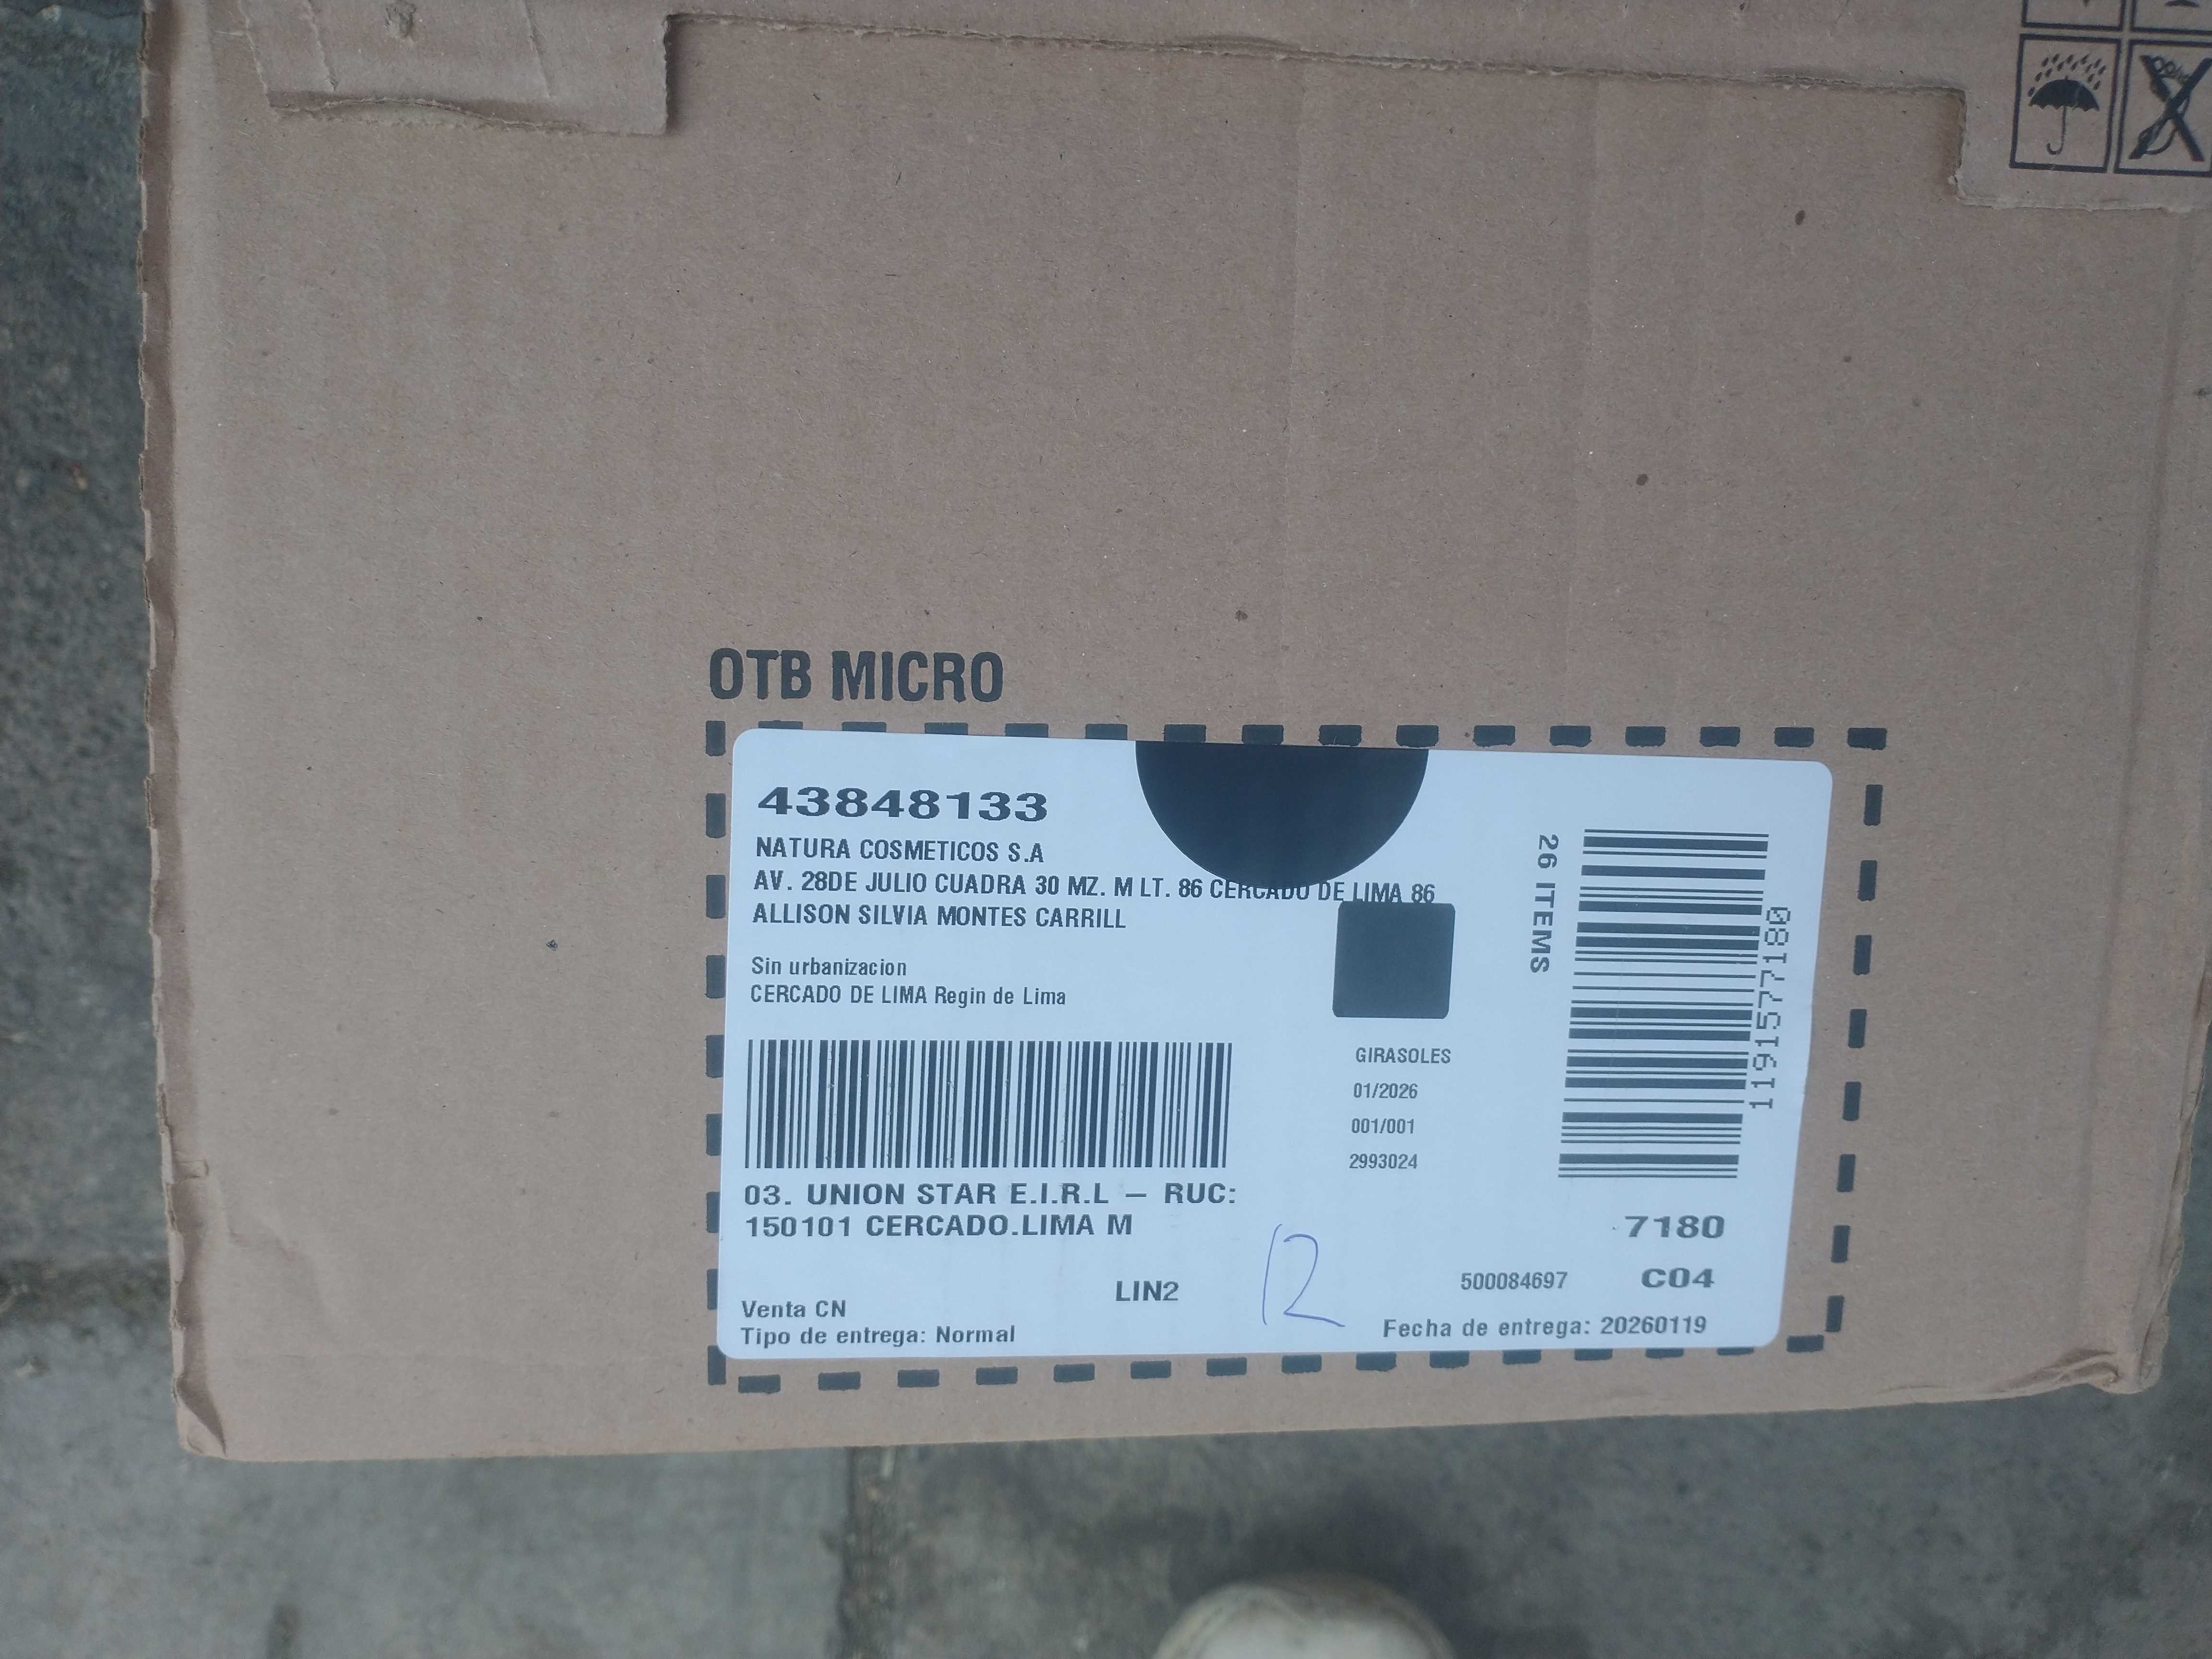 OTB MICRO
43848133
NATURA COSMETICOS S.A
AV. 28DE JULIO CUADRA 30 MZ. M LT. 86 CERCADO DE LIMA 86
ALLISON SILVIA MONTES CARRILL
Sin urbanizacion
CERCADO DE LIMA Regin de Lima
26 ITEMS
1191577180
GIRASOLES
01/2026
001/001
2993024
03. UNION STAR E.I.R.L – RUC:
150101 CERCADO.LIMA M
7180
LIN2
12
500084697 C04
Venta CN
Tipo de entrega: Normal
Fecha de entrega: 20260119